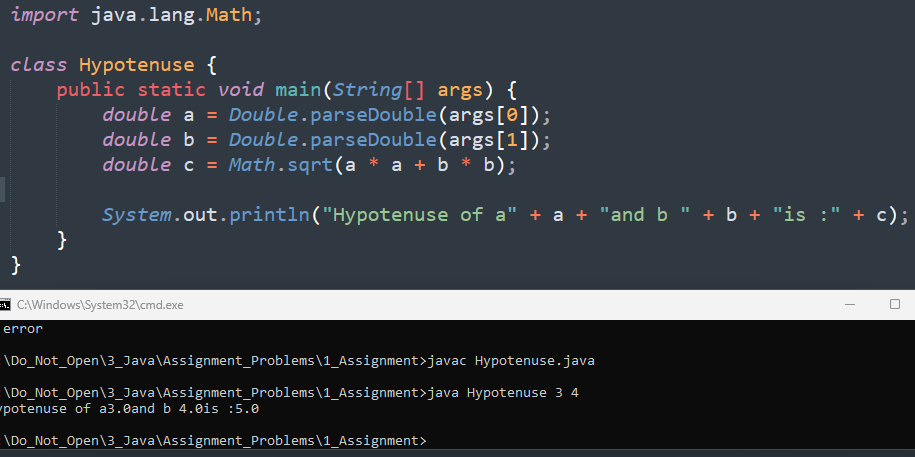 import java.lang.Math;
class Hypotenuse {
public static void main(String[] args) {
double a = Double.parseDouble(args[0]);
double b = Double.parseDouble(args[1]);
double c = Math.sqrt(a * a + b * b);
System.out.println("Hypotenuse of a" + a + "and b " + b + "is :" + c);
}
}
C:\Windows\System32\cmd.exe
error
:\Do_Not_Open\3_Java\Assignment_Problems\1_Assignment>javac Hypotenuse.java
:\Do_Not_Open\3_Java\Assignment_Problems\1_Assignment>java Hypotenuse 3 4
ypotenuse of a3.0and b 4.0is :5.0
:\Do_Not_Open\3_Java\Assignment_Problems\1_Assignment>